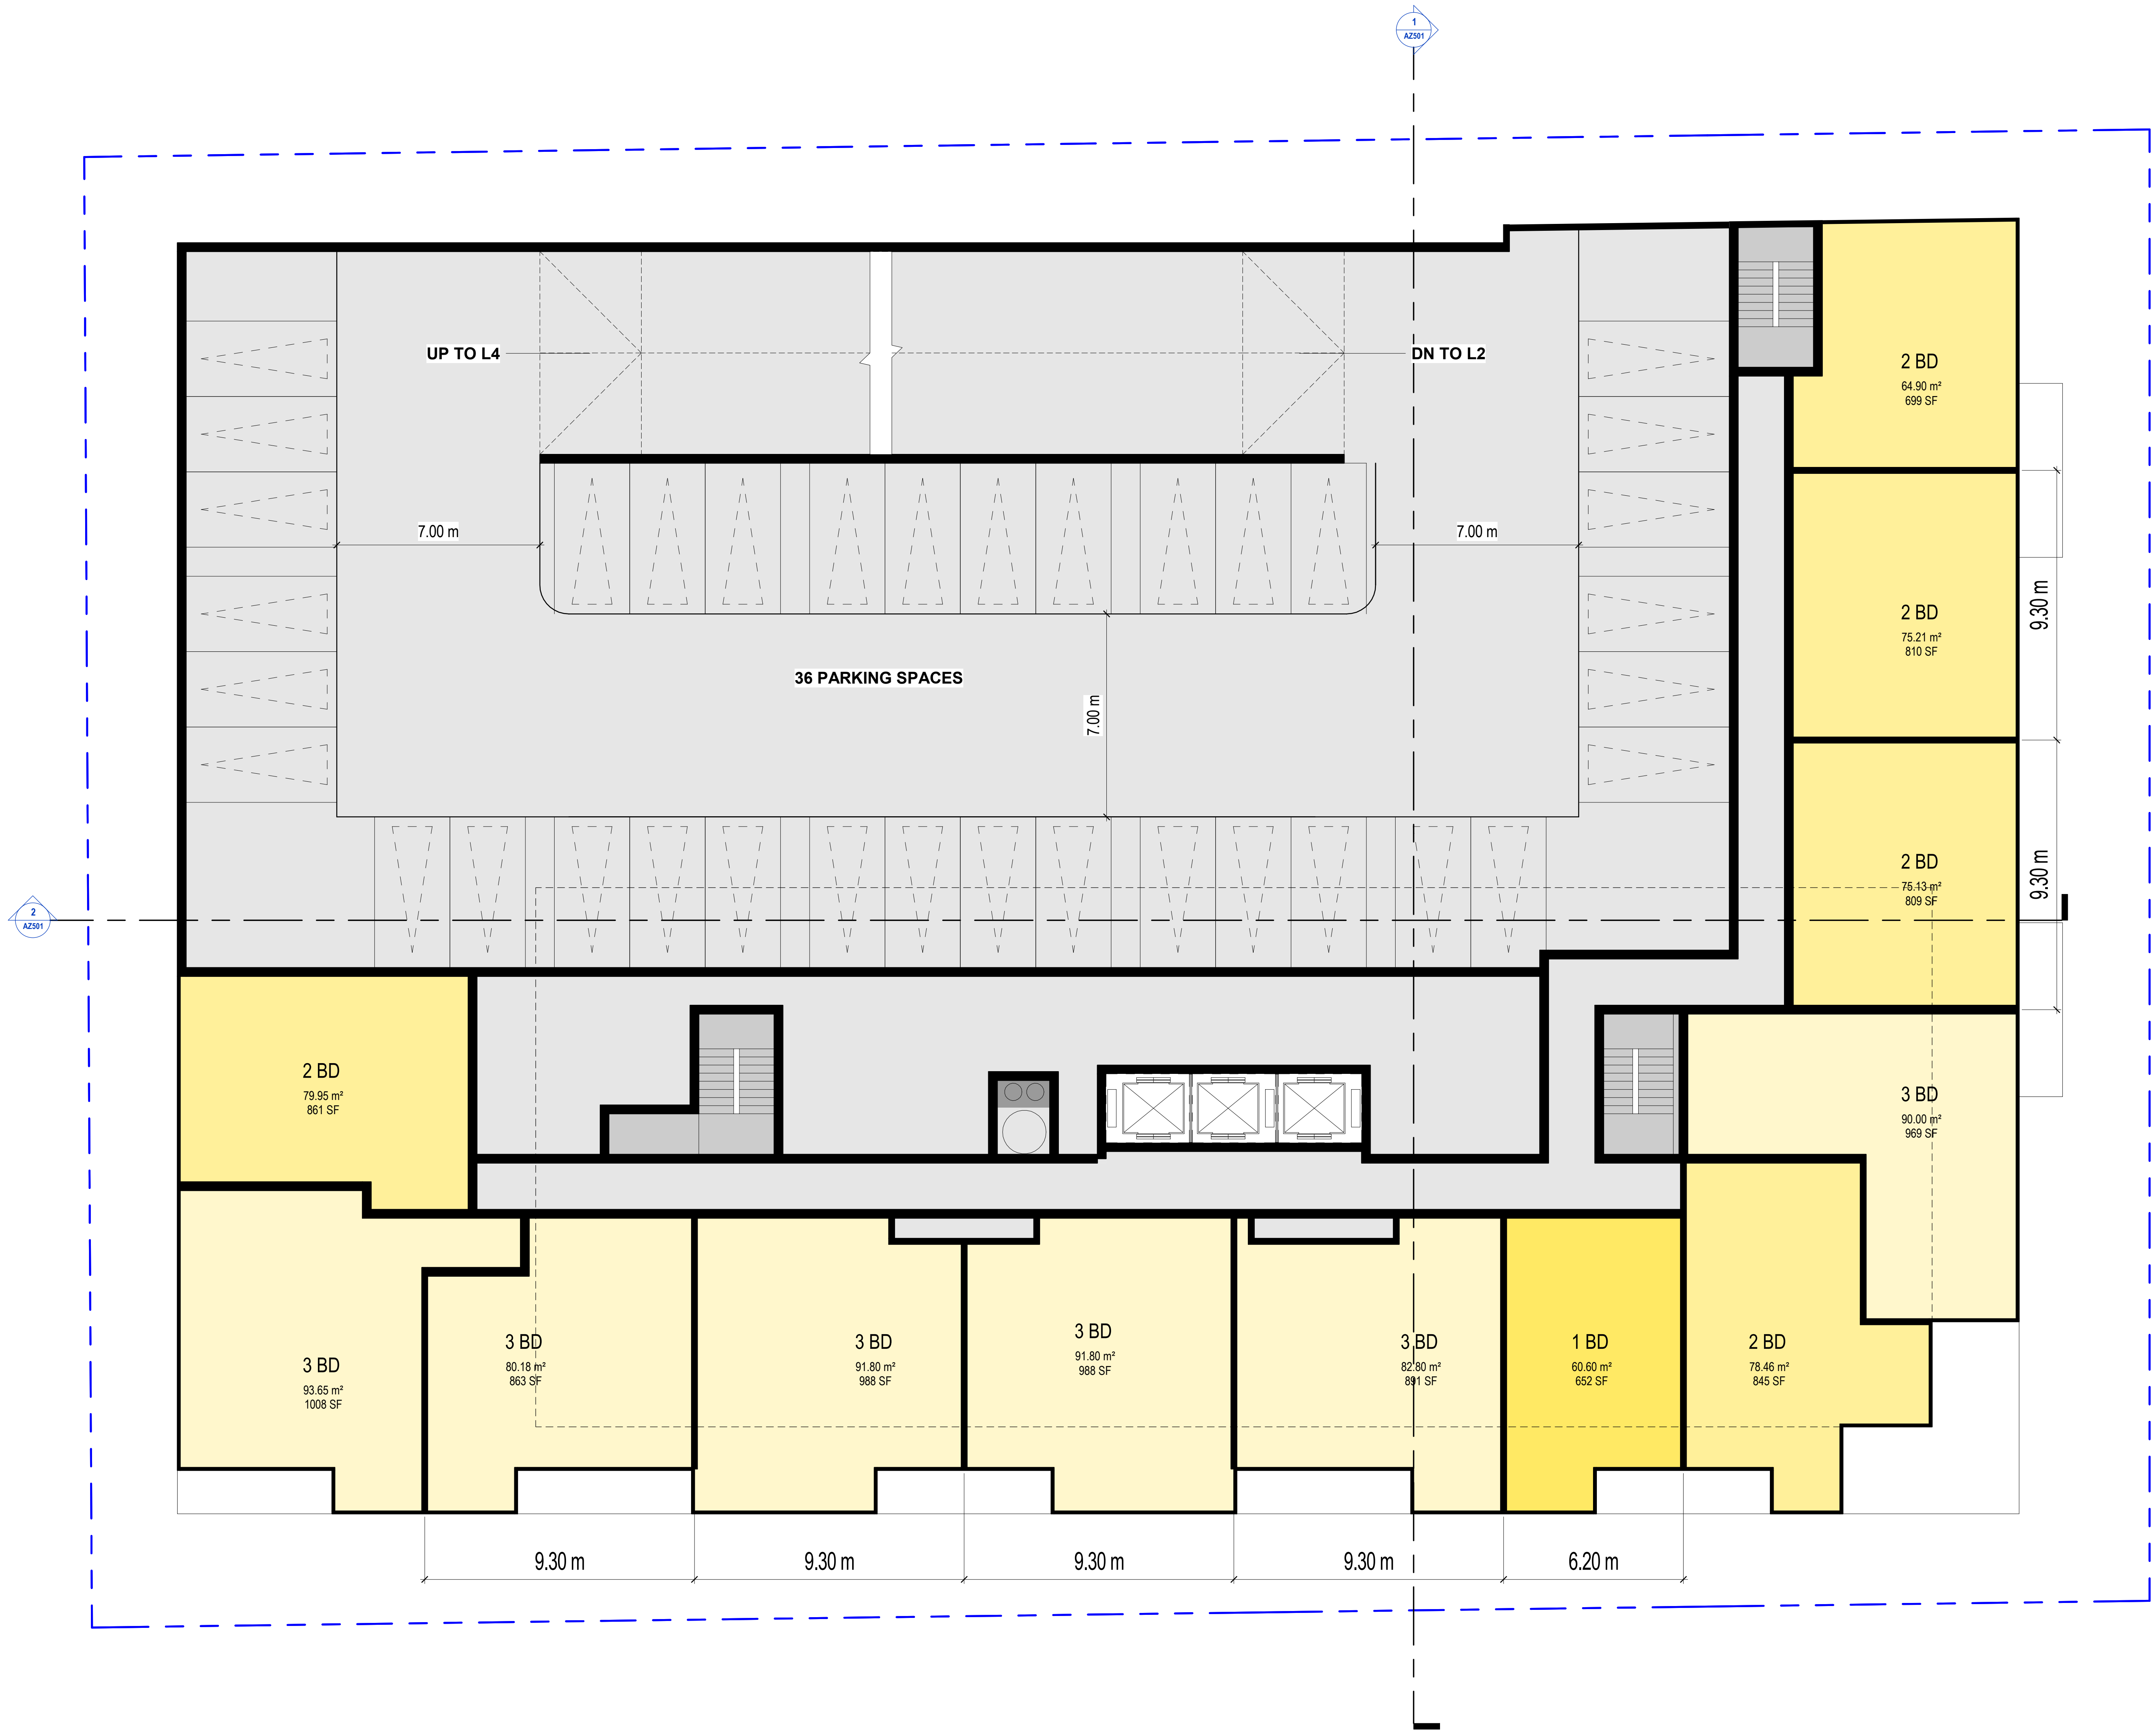 1
AZ501
UP TO L4
DN TO L2
2 BD
64.90 m²
699 SF
7.00 m
7.00 m
9.30 m
2 BD
75.21 m²
810 SF
36 PARKING SPACES
7.00 m
2 BD
75.13 m²
809 SF
9.30 m
2
AZ501
2 BD
79.95 m²
861 SF
3 BD
90.00 m²
969 SF
3 BD
93.65 m²
1008 SF
3 BD
80.18 m²
863 SF
3 BD
91.80 m²
988 SF
3 BD
91.80 m²
988 SF
3 BD
82.80 m²
891 SF
1 BD
60.60 m²
652 SF
2 BD
78.46 m²
845 SF
9.30 m
9.30 m
9.30 m
9.30 m
6.20 m